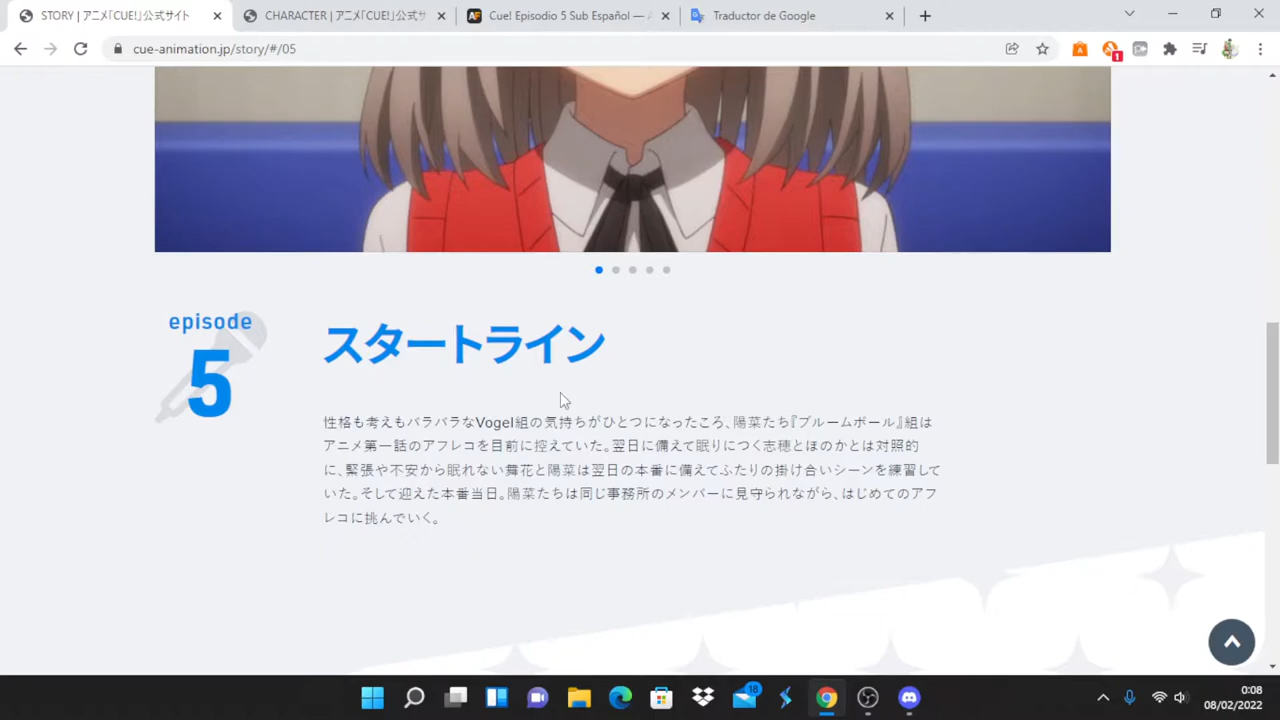 STORY | アニメ「CUE!」公式サイト
CHARACTER | アニメ「CUE!」公式サ
AF
Cue! Episodio 5 Sub Español — A
Traductor de Google
cue-animation.jp/story/#/05
1
episode
5
スタートライン
性格も考えもバラバラなVogel組の気持ちがひとつになったころ、陽菜たち『ブルームボール』組は
アニメ第一話のアフレコを目前に控えていた。翌日に備えて眠りにつく志穂とほのかとは対照的
に、緊張や不安から眠れない舞花と陽菜は翌日の本番に備えてふたりの掛け合いシーンを練習して
いた。そして迎えた本番当日。陽菜たちは同じ事務所のメンバーに見守られながら、はじめてのアフ
レコに挑んでいく。
18
0:08
08/02/2022